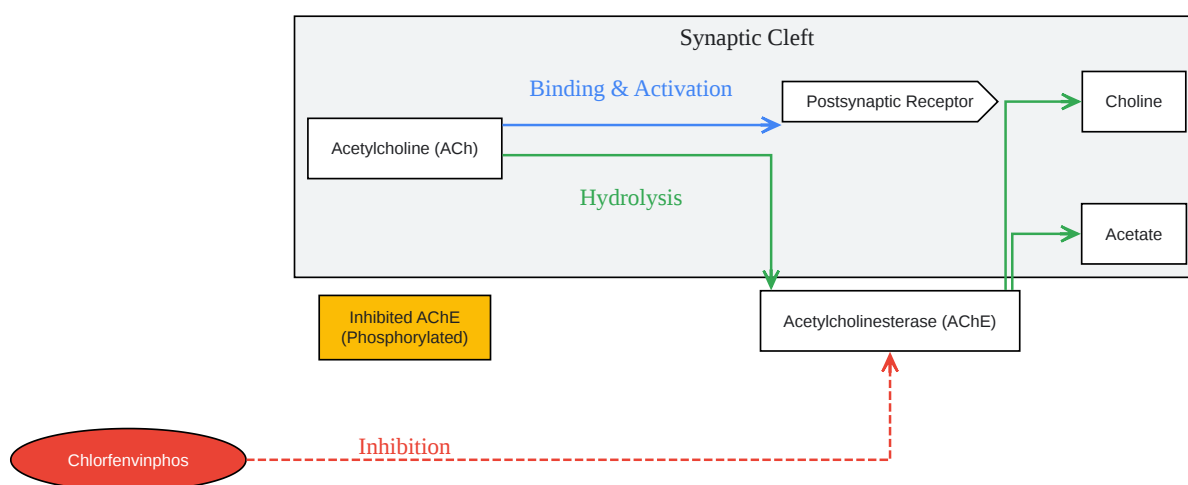 Synaptic Cleft
Binding & Activation
Postsynaptic Receptor
Choline
Acetylcholine (ACh)
Hydrolysis
Acetate
Inhibited AChE
(Phosphorylated)
Acetylcholinesterase (AChE)
Inhibition
Chlorfenvinphos